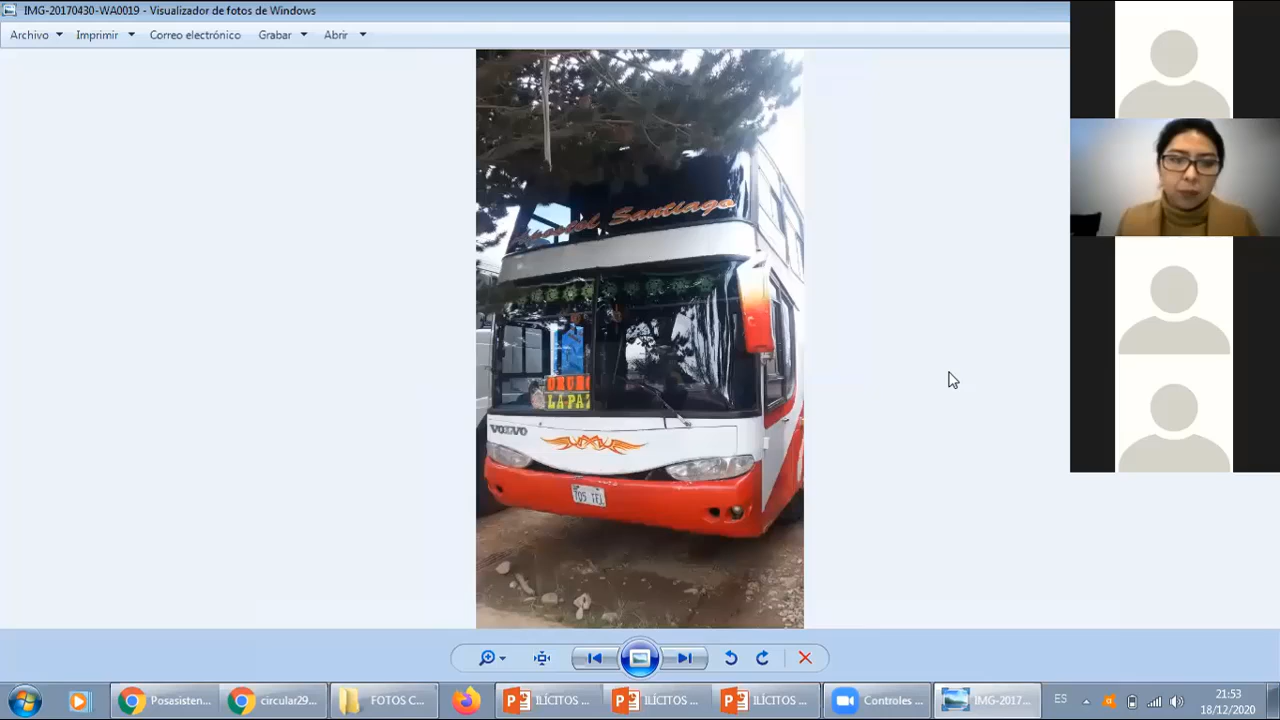 IMG-20170430-WA0019 - Visualizador de fotos de Windows
Archivo Imprimir Correo electrónico Grabar Abrir
Apostol Santiago
ORURO
LA PAZ
VOLVO
Posasisten...
circular29...
FOTOS C...
ILÍCITOS ...
ILÍCITOS ...
ILÍCITOS ...
Controles ...
IMG-2017...
ES
21:53
18/12/2020